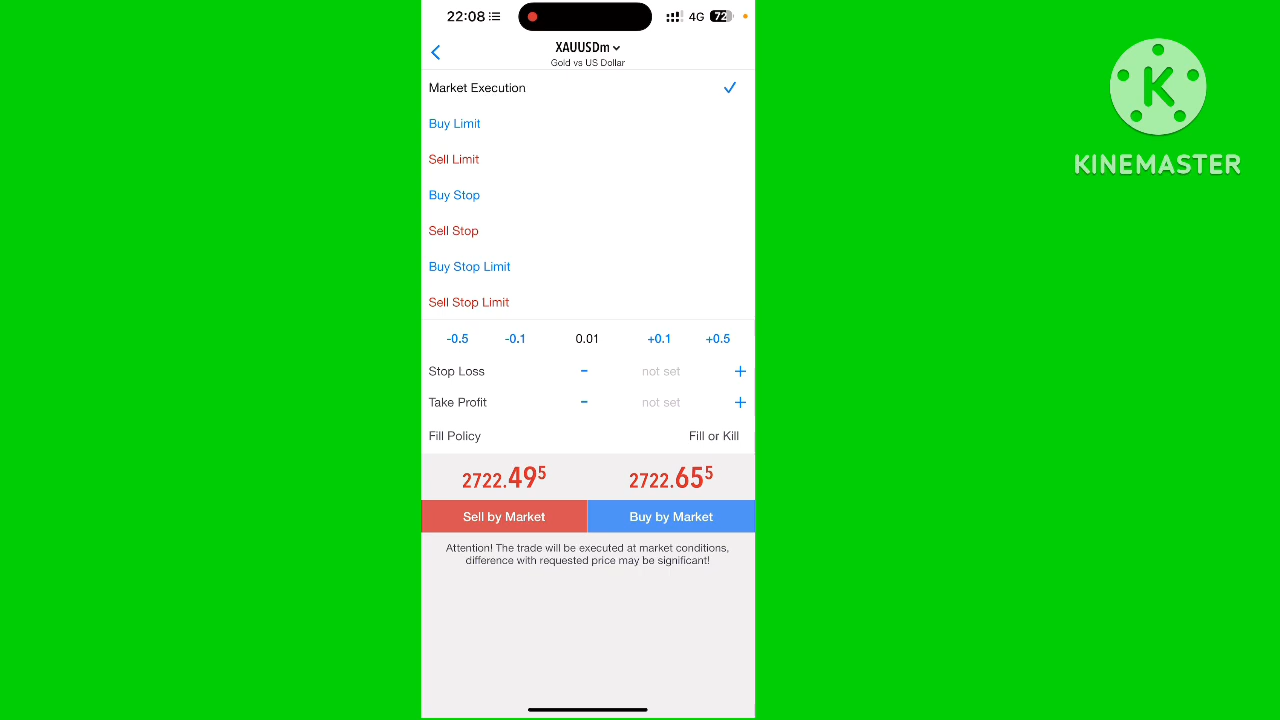 22:08 4G 72
XAUUSDm
Gold vs US Dollar
K
KINEMASTER
Market Execution
Buy Limit
Sell Limit
Buy Stop
Sell Stop
Buy Stop Limit
Sell Stop Limit
-0.5 -0.1 0.01 +0.1 +0.5
Stop Loss - not set +
Take Profit - not set +
Fill Policy Fill or Kill
2722.495 2722.655
Sell by Market Buy by Market
Attention! The trade will be executed at market conditions,
difference with requested price may be significant!